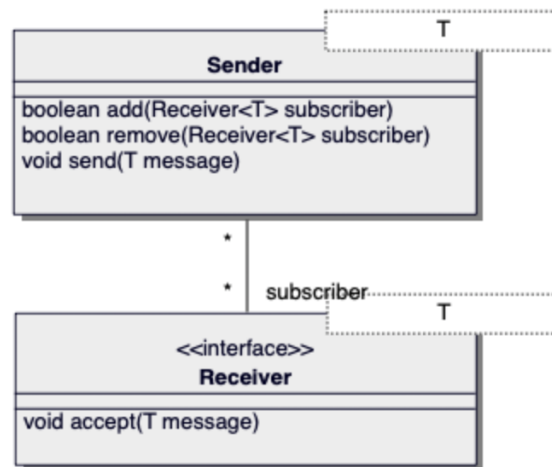 T
Sender
boolean add(Receiver<T> subscriber)
boolean remove(Receiver<T> subscriber)
void send(T message)
*
* subscriber
T
<<interface>>
Receiver
void accept(T message)